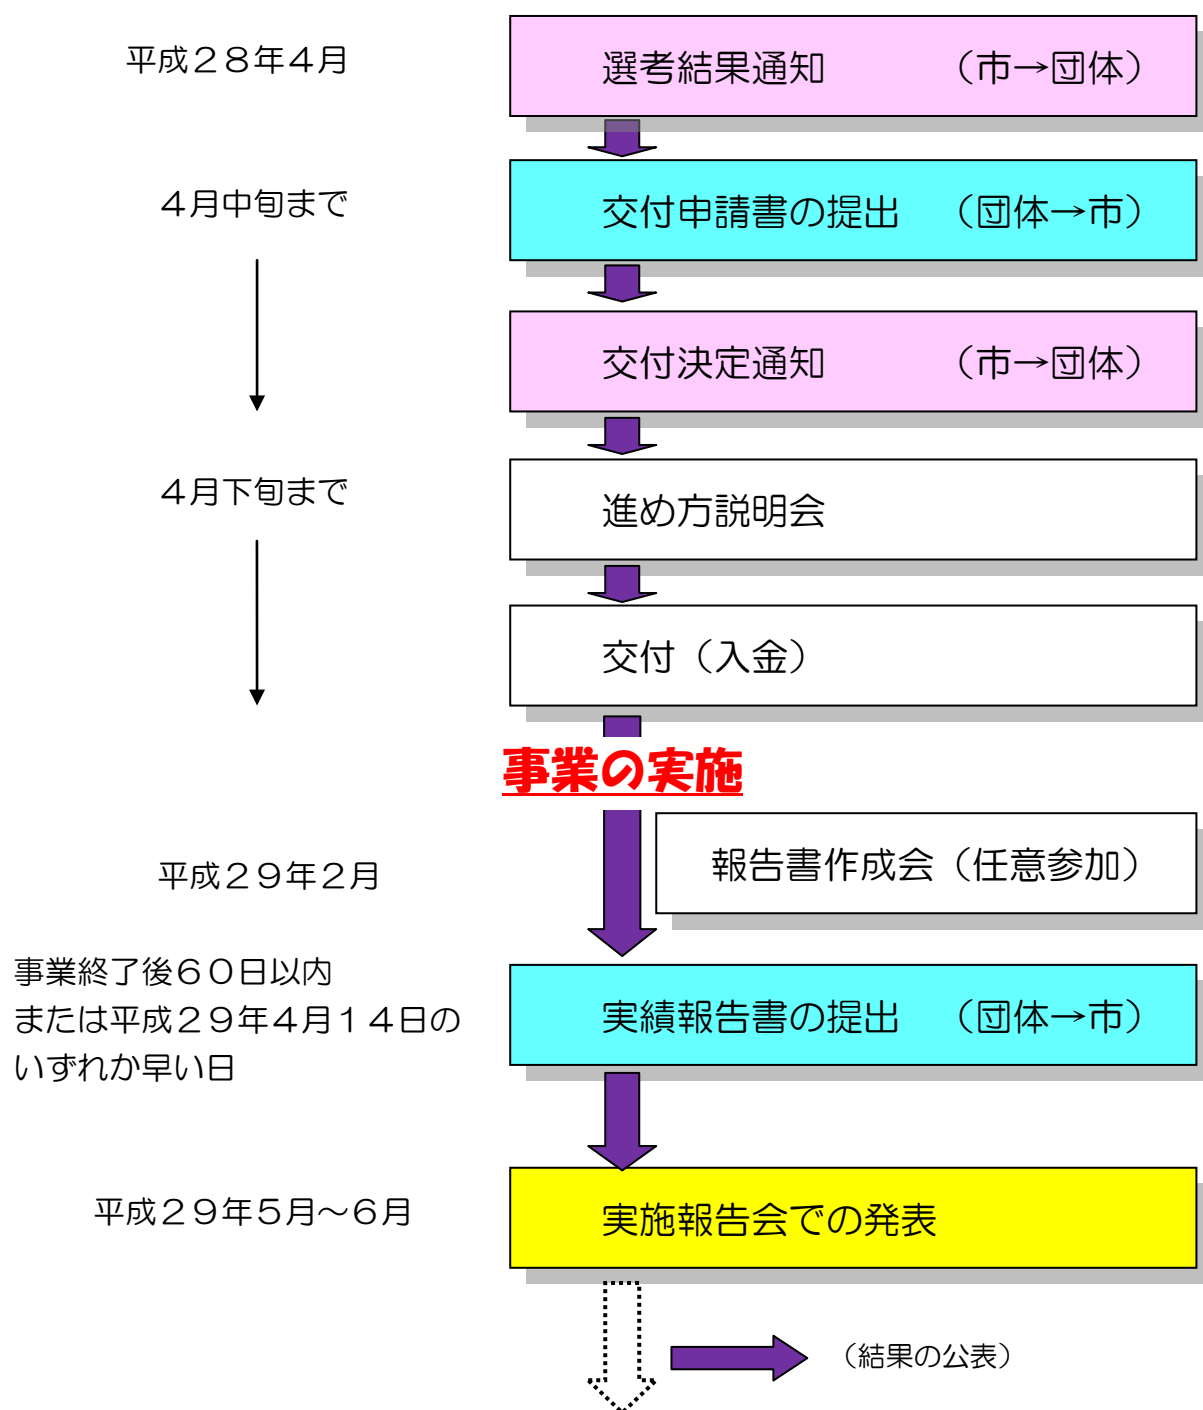 平成２８年４月
選考結果通知　（市→団体）
４月中旬まで
交付申請書の提出　（団体→市）
交付決定通知　（市→団体）
４月下旬まで
進め方説明会
交付（入金）
事業の実施
報告書作成会（任意参加）
平成２９年２月
事業終了後６０日以内
または平成２９年４月１４日の
いずれか早い日
実績報告書の提出　（団体→市）
平成２９年５月～６月
実施報告会での発表
（結果の公表）